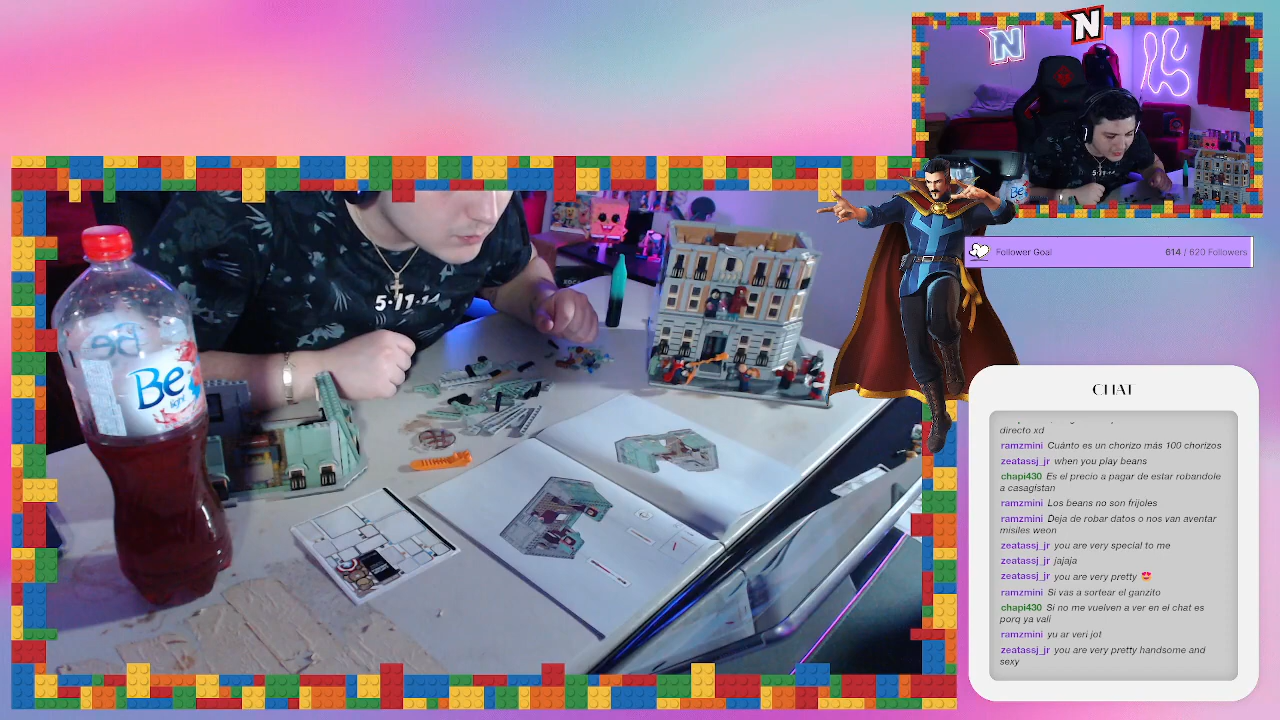 N
N
Be
light
Be
5·11·14
Be
Follower Goal
614 / 620 Followers
CHAT
directo xd
ramzmini Cuánto es un chorizo más 100 chorizos
zeatassj_jr when you play beans
chapi430 Es el precio a pagar de estar robandole
a casagistan
ramzmini Los beans no son frijoles
ramzmini Deja de robar datos o nos van aventar
misiles weon
zeatassj_jr you are very special to me
zeatassj_jr jajaja
zeatassj_jr you are very pretty 😍
ramzmini Si vas a sortear el ganzito
chapi430 Si no me vuelven a ver en el chat es
porq ya vali
ramzmini yu ar veri jot
zeatassj_jr you are very pretty handsome and
sexy